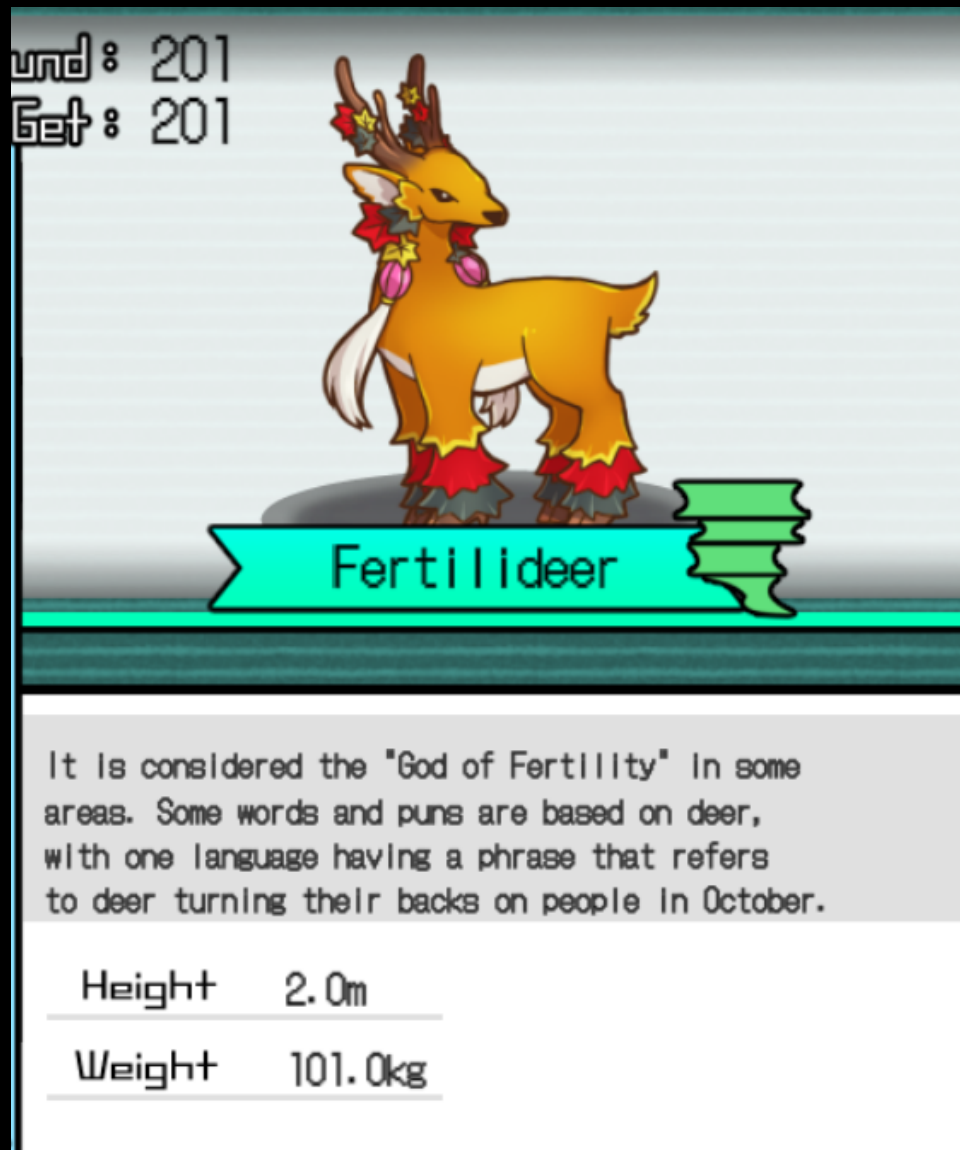 und: 201
Get: 201
Fertilideer
It is considered the "God of Fertility" in some
areas. Some words and puns are based on deer,
with one language having a phrase that refers
to deer turning their backs on people in October.
Height 2.0m
Weight 101.0kg